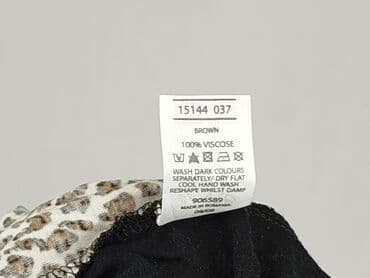 15144 037
BROWN
100% VISCOSE
WASH DARK COLOURS
SEPARATELY/ DRY FLAT
COOL HAND WASH
RESHAPE WHILST DAMP
906589
MADE IN ROMANIA